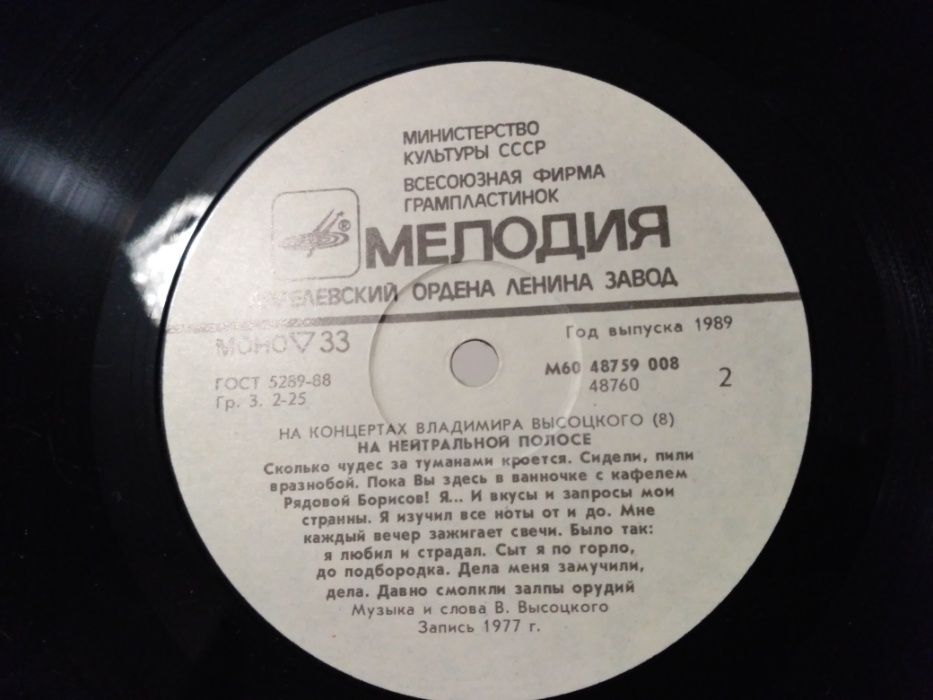 МИНИСТЕРСТВО
КУЛЬТУРЫ СССР
ВСЕСОЮЗНАЯ ФИРМА
ГРАМПЛАСТИНОК
®
МЕЛОДИЯ
ОРДЕНА ЛЕНИНА ЗАВОД
МОНО 33
Год выпуска 1989
ГОСТ 5289-88
Гр. 3. 2-25
М60 48759 008
48760
2
НА КОНЦЕРТАХ ВЛАДИМИРА ВЫСОЦКОГО (8)
НА НЕЙТРАЛЬНОЙ ПОЛОСЕ
Сколько чудес за туманами кроется. Сидели, пили
вразнобой. Пока Вы здесь в ванночке с кафелем
Рядовой Борисов! Я... И вкусы и запросы мои
странны. Я изучил все ноты от и до. Мне
каждый вечер зажигает свечи. Было так:
я любил и страдал. Сыт я по горло,
до подбородка. Дела меня замучили,
дела. Давно смолкли залпы орудий
Музыка и слова В. Высоцкого
Запись 1977 г.